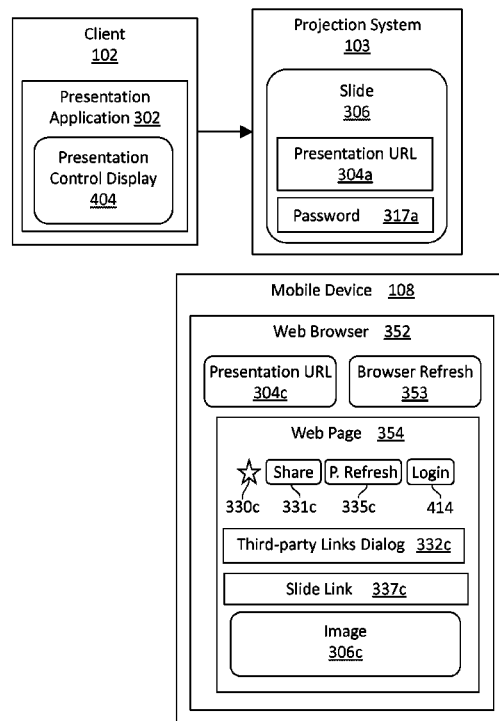 Client
102
Presentation
Application 302
Presentation
Control Display
404
Projection System
103
Slide
306
Presentation URL
304a
Password 317a
Mobile Device 108
Web Browser 352
Presentation URL
304c
Browser Refresh
353
Web Page 354
Share P. Refresh Login
330c 331c 335c 414
Third-party Links Dialog 332c
Slide Link 337c
Image
306c